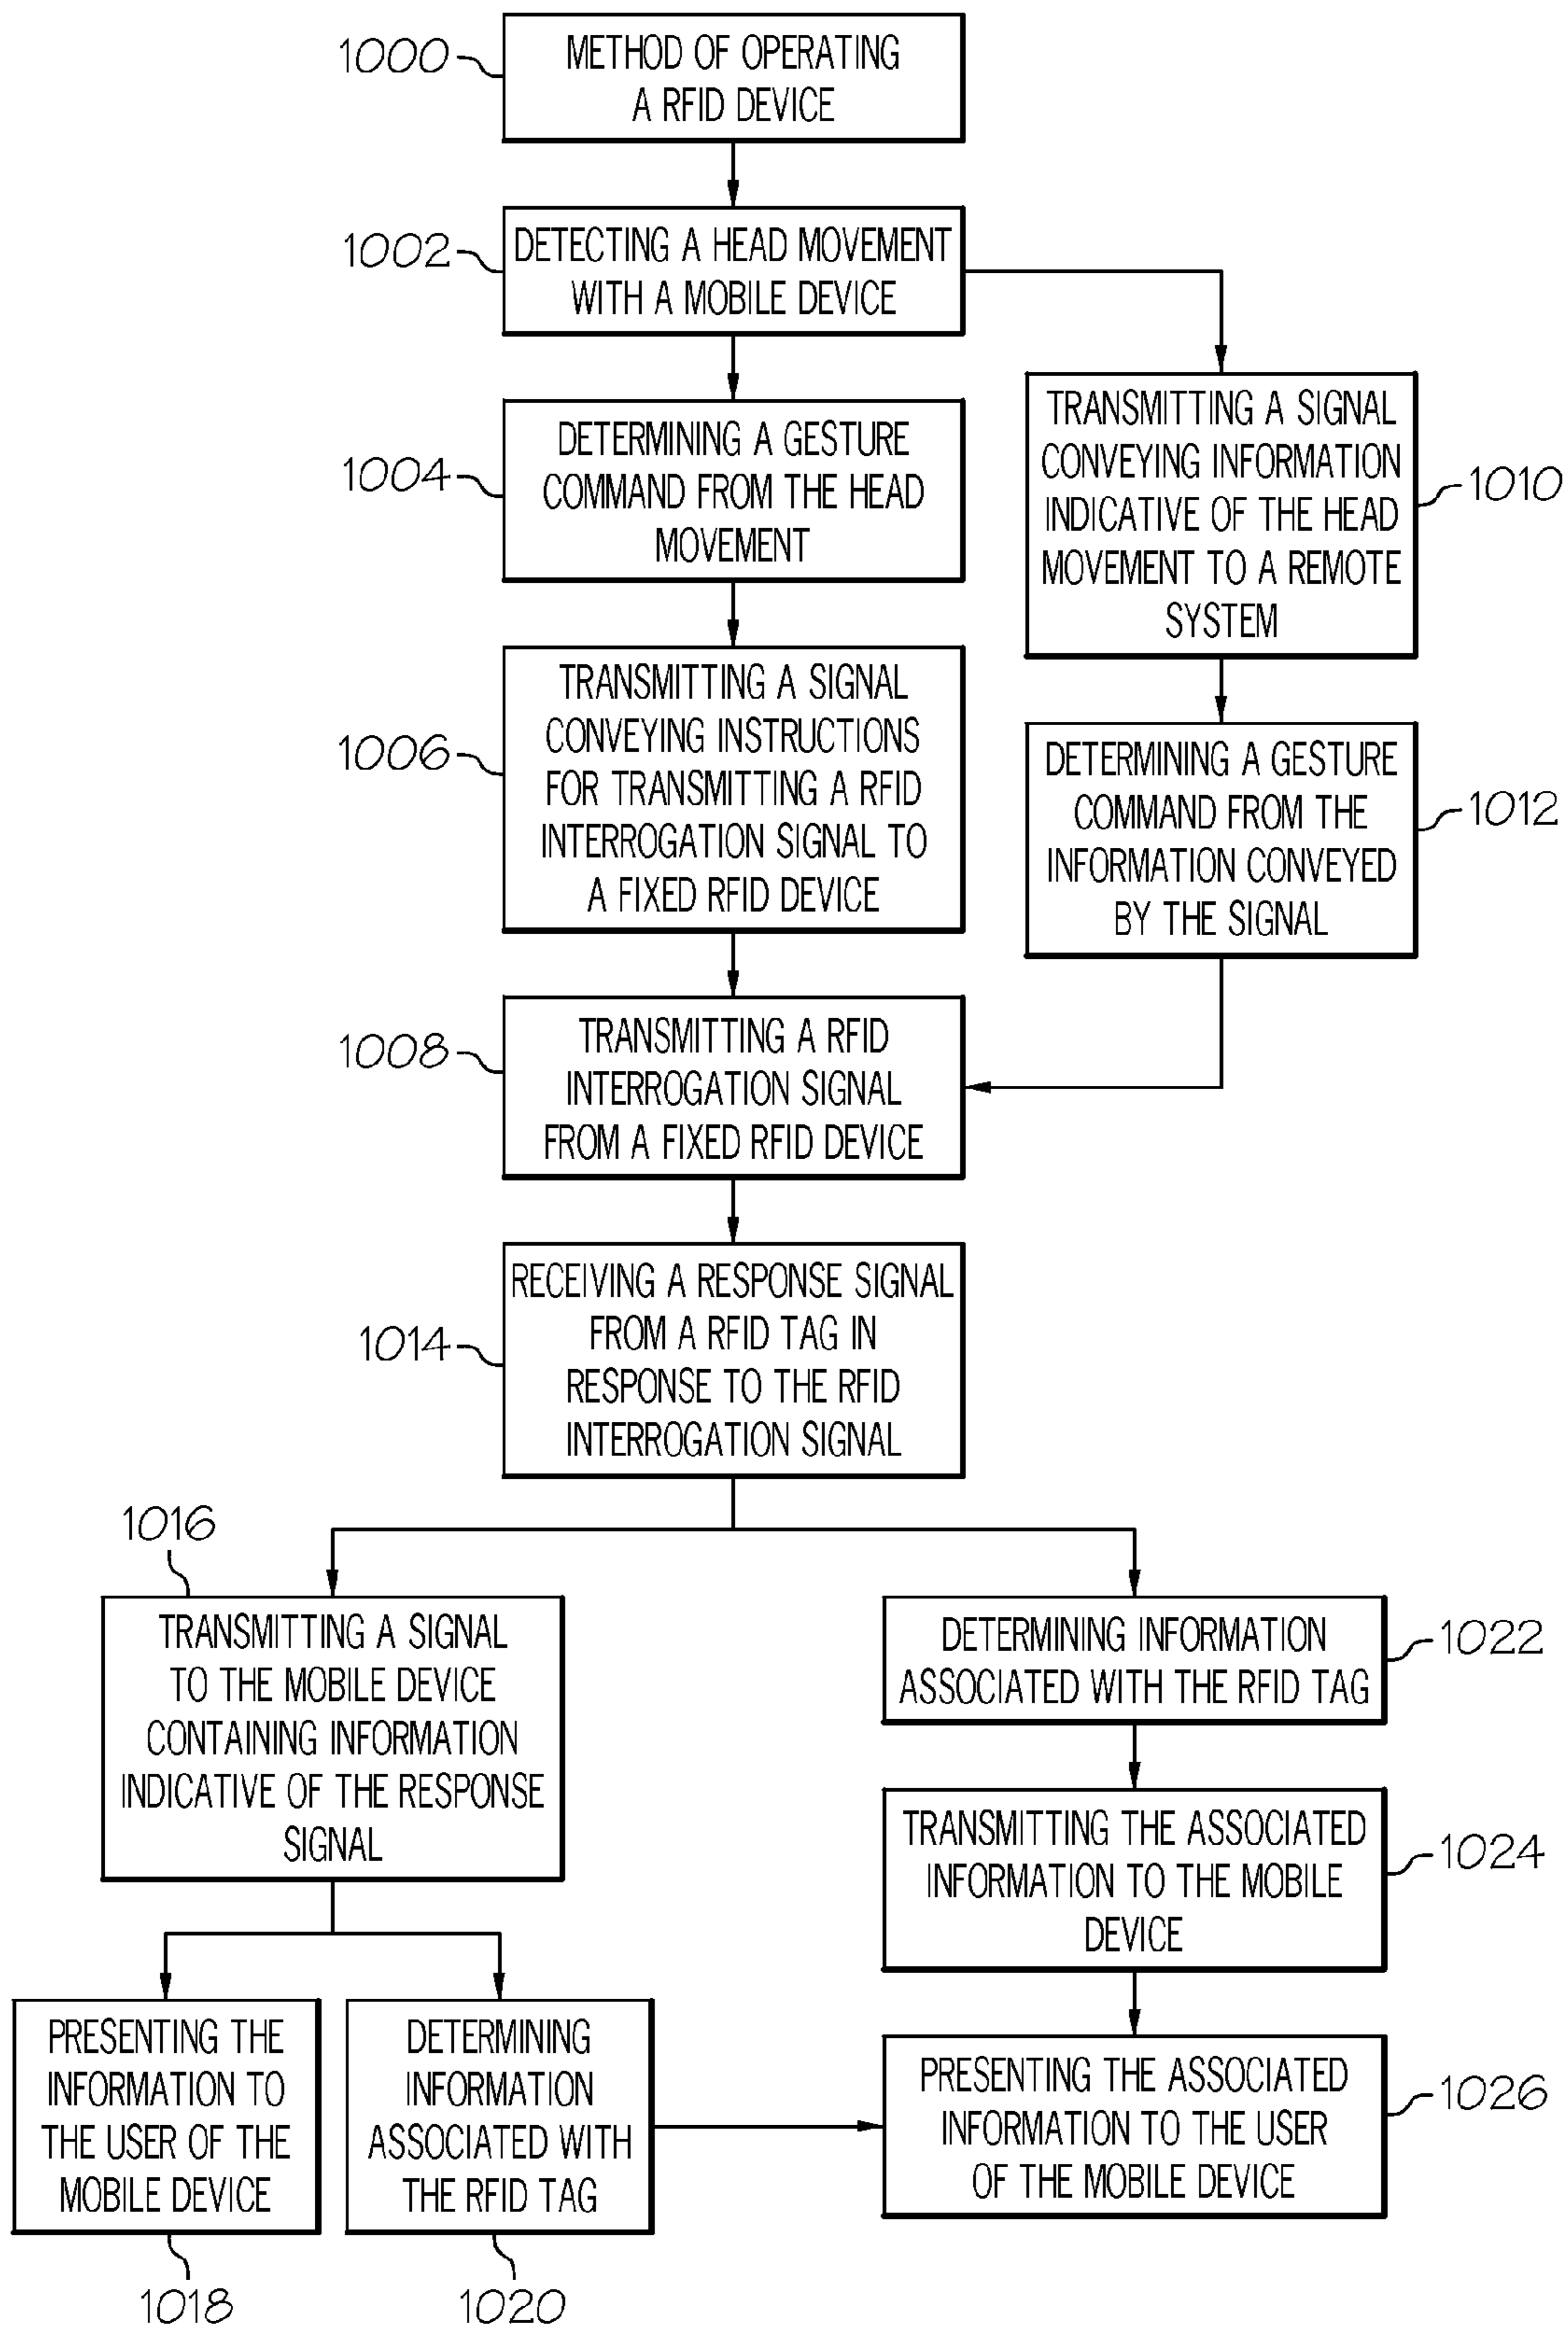 1000
METHOD OF OPERATING
A RFID DEVICE
1002
DETECTING A HEAD MOVEMENT
WITH A MOBILE DEVICE
1004
DETERMINING A GESTURE
COMMAND FROM THE HEAD
MOVEMENT
TRANSMITTING A SIGNAL
CONVEYING INFORMATION
INDICATIVE OF THE HEAD
MOVEMENT TO A REMOTE
SYSTEM
1010
1006
TRANSMITTING A SIGNAL
CONVEYING INSTRUCTIONS
FOR TRANSMITTING A RFID
INTERROGATION SIGNAL TO
A FIXED RFID DEVICE
DETERMINING A GESTURE
COMMAND FROM THE
INFORMATION CONVEYED
BY THE SIGNAL
1012
1008
TRANSMITTING A RFID
INTERROGATION SIGNAL
FROM A FIXED RFID DEVICE
1014
RECEIVING A RESPONSE SIGNAL
FROM A RFID TAG IN
RESPONSE TO THE RFID
INTERROGATION SIGNAL
1016
TRANSMITTING A SIGNAL
TO THE MOBILE DEVICE
CONTAINING INFORMATION
INDICATIVE OF THE RESPONSE
SIGNAL
DETERMINING INFORMATION
ASSOCIATED WITH THE RFID TAG
1022
TRANSMITTING THE ASSOCIATED
INFORMATION TO THE MOBILE
DEVICE
1024
PRESENTING THE
INFORMATION TO
THE USER OF THE
MOBILE DEVICE
1018
DETERMINING
INFORMATION
ASSOCIATED WITH
THE RFID TAG
1020
PRESENTING THE ASSOCIATED
INFORMATION TO THE USER
OF THE MOBILE DEVICE
1026